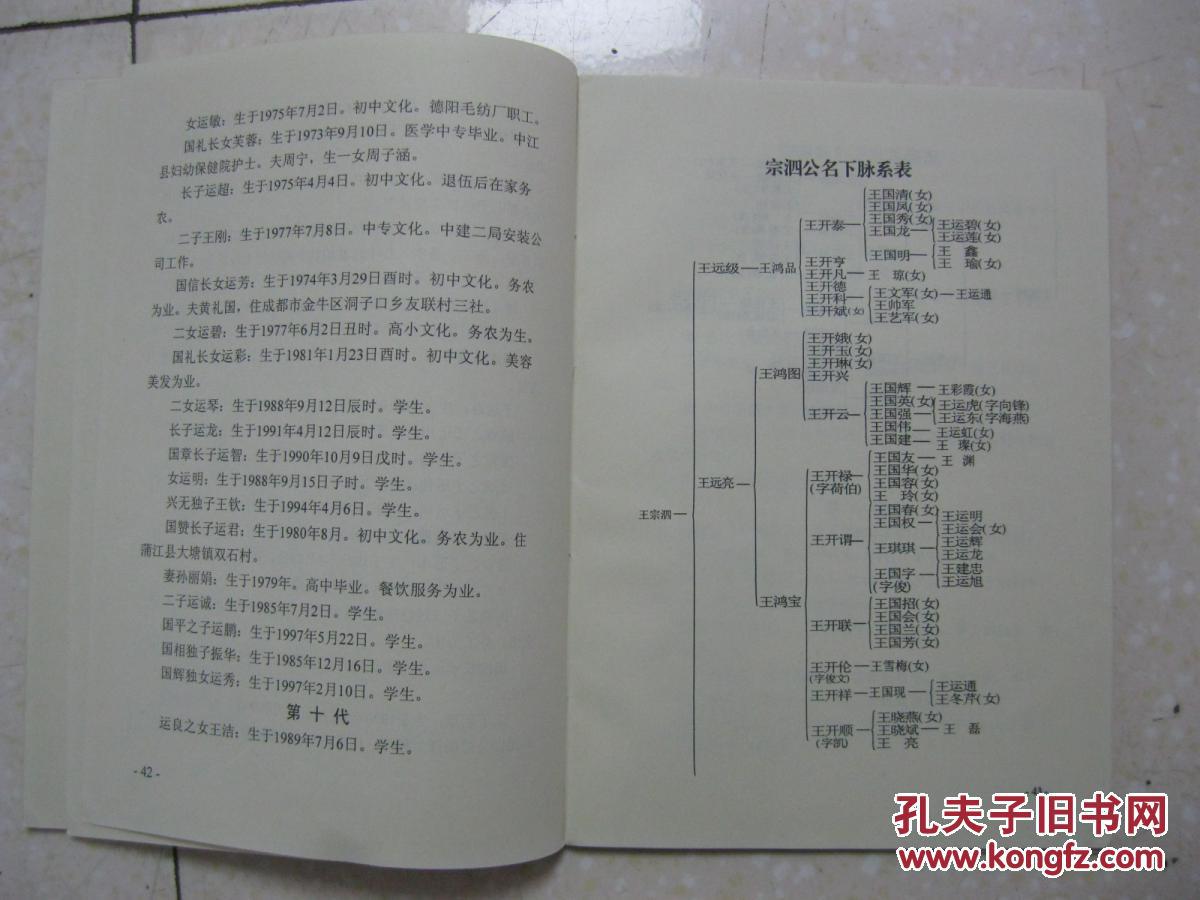 女运敏：生于1975年7月2日。初中文化。德阳毛纺厂职工。
国礼长女芙蓉：生于1973年9月10日。医学中专毕业。中江
县妇幼保健院护士。夫周宁，生一女周子涵。
长子运超：生于1975年4月4日。初中文化。退伍后在家务
农。
二子王刚：生于1977年7月8日。中专文化。中建二局安装公
司工作。
国信长女运芳：生于1974年3月29日酉时。初中文化。务农
为业。夫黄礼国，住成都市金牛区洞子口乡友联村三社。
二女运碧：生于1977年6月2日丑时。高小文化。务农为生。
国礼长女运彩：生于1981年1月23日酉时。初中文化。美容
美发为业。
二女运琴：生于1988年9月12日辰时。学生。
长子运龙：生于1991年4月12日辰时。学生。
国章长子运智：生于1990年10月9日戊时。学生。
女运明：生于1988年9月15日子时。学生。
兴无独子王钦：生于1994年4月6日。学生。
国赞长子运君：生于1980年8月。初中文化。务农为业。住
蒲江县大塘镇双石村。
妻孙丽娟：生于1979年。高中毕业。餐饮服务为业。
二子运诚：生于1985年7月2日。学生。
国平之子运鹏：生于1997年5月22日。学生。
国相独子振华：生于1985年12月16日。学生。
国辉独女运秀：生于1997年2月10日。学生。
第十代
运良之女王洁：生于1989年7月6日。学生。
- 42 -
宗泗公名下脉系表
王国清(女)
王国凤(女)
王开泰 王国秀(女) 王运碧(女)
王国龙 王运莲(女)
王国明 王 鑫
王 瑜(女)
王远级 王鸿品 王开亨
王开凡 王 琼(女)
王开德
王开科 王文军(女) 王运通
王开斌(女) 王帅军
王艺军(女)
王开娥(女)
王开玉(女)
王开琳(女)
王鸿图 王开兴
王国辉 王彩霞(女)
王国英(女) 王运虎(字向锋)
王开云 王国强 王运东(字海燕)
王国伟 王运虹(女)
王国建 王 璨(女)
王国友 王 渊
王国华(女)
王开禄 王国容(女)
(字荷伯) 王 玲(女)
王远亮
王宗泗
王国春(女) 王运明
王国权 王运会(女)
王开谓 王琪琪 王运辉
王运龙
王国字 王建忠
(字俊) 王运旭
王鸿宝
王国招(女)
王国会(女)
王开联 王国兰(女)
王国芳(女)
王开伦 王雪梅(女)
(字俊文)
王开祥 王国现 王运通
王冬芹(女)
王晓燕(女)
王开顺 王晓斌 王 磊
(字凯) 王 亮
孔夫子旧书网
www.kongfz.com